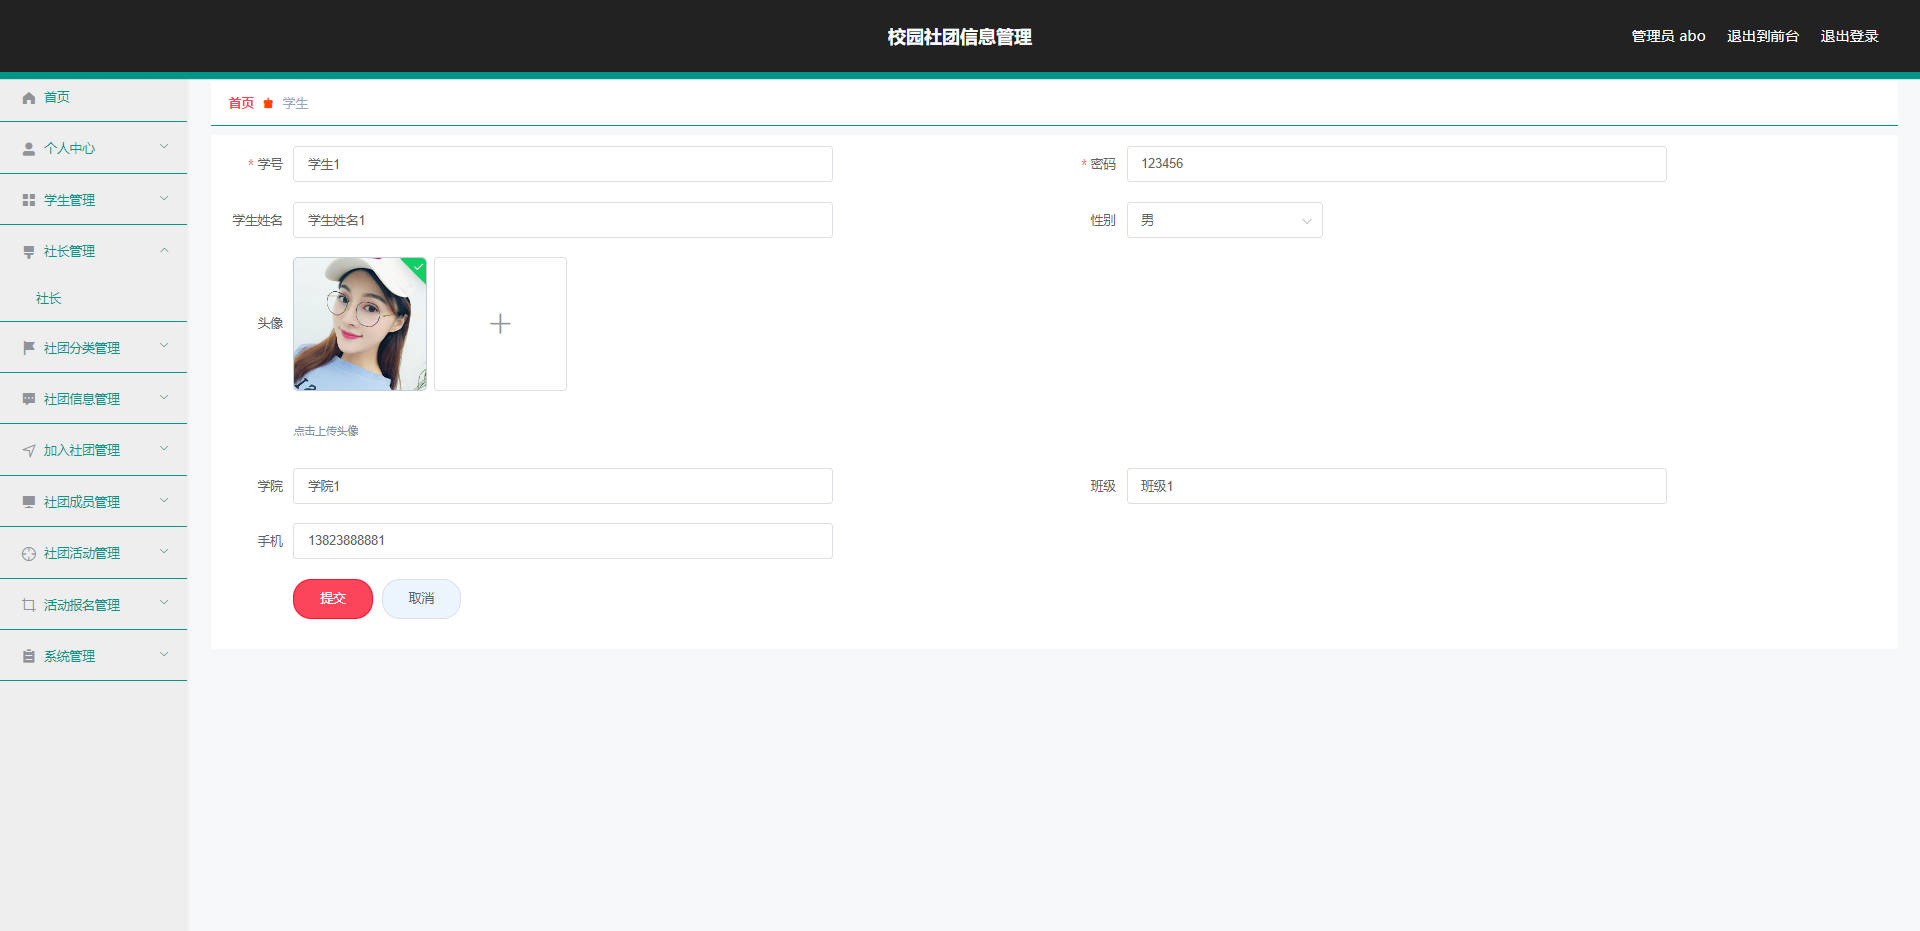 校园社团信息管理
管理员 abo 退出到前台 退出登录
首页
个人中心
学生管理
社长管理
社长
社团分类管理
社团信息管理
加入社团管理
社团成员管理
社团活动管理
活动报名管理
系统管理
首页 学生
* 学号 学生1 * 密码 123456
学生姓名 学生姓名1 性别 男
头像
点击上传头像
学院 学院1 班级 班级1
手机 13823888881
提交 取消